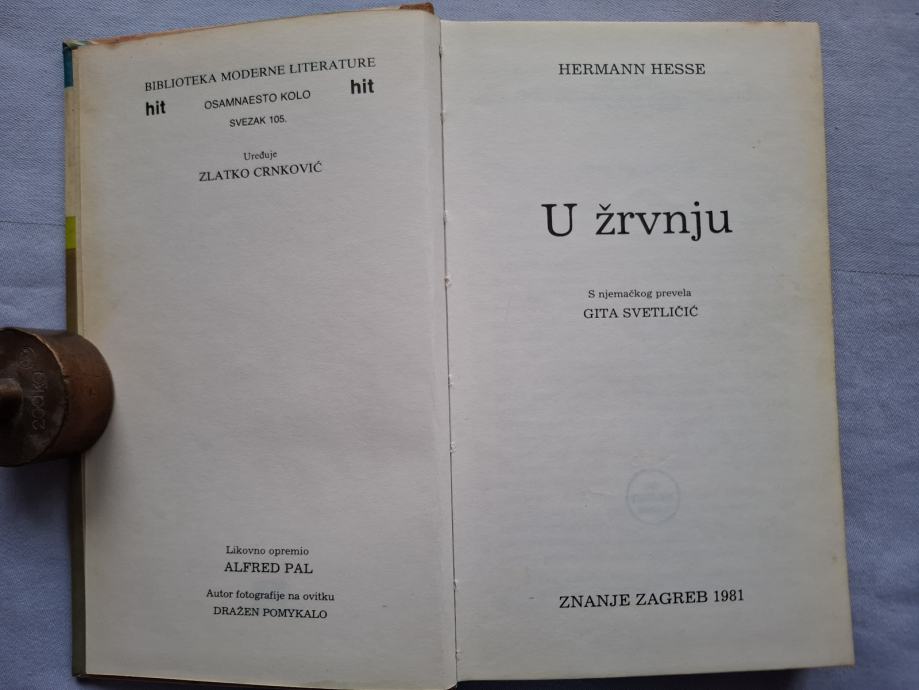 BIBLIOTEKA MODERNE LITERATURE
hit
OSAMNAESTO KOLO
hit
SVEZAK 105.
Uređuje
ZLATKO CRNKOVIĆ
Likovno opremio
ALFRED PAL
Autor fotografije na ovitku
DRAŽEN POMYKALO
HERMANN HESSE
U žrvnju
S njemačkog prevela
GITA SVETLIČIĆ
ZNANJE ZAGREB 1981